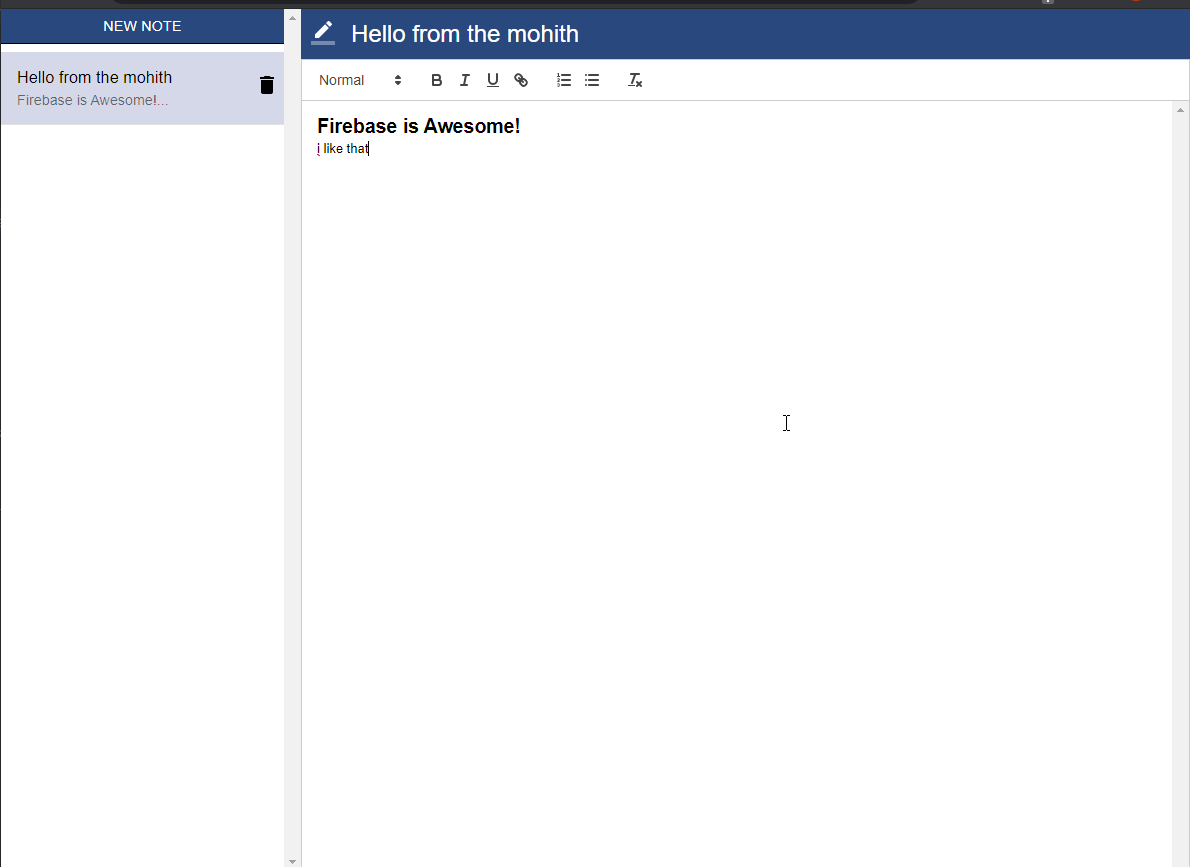 NEW NOTE
Hello from the mohith
Firebase is Awesome!...
Hello from the mohith
Normal
Firebase is Awesome!
i like that